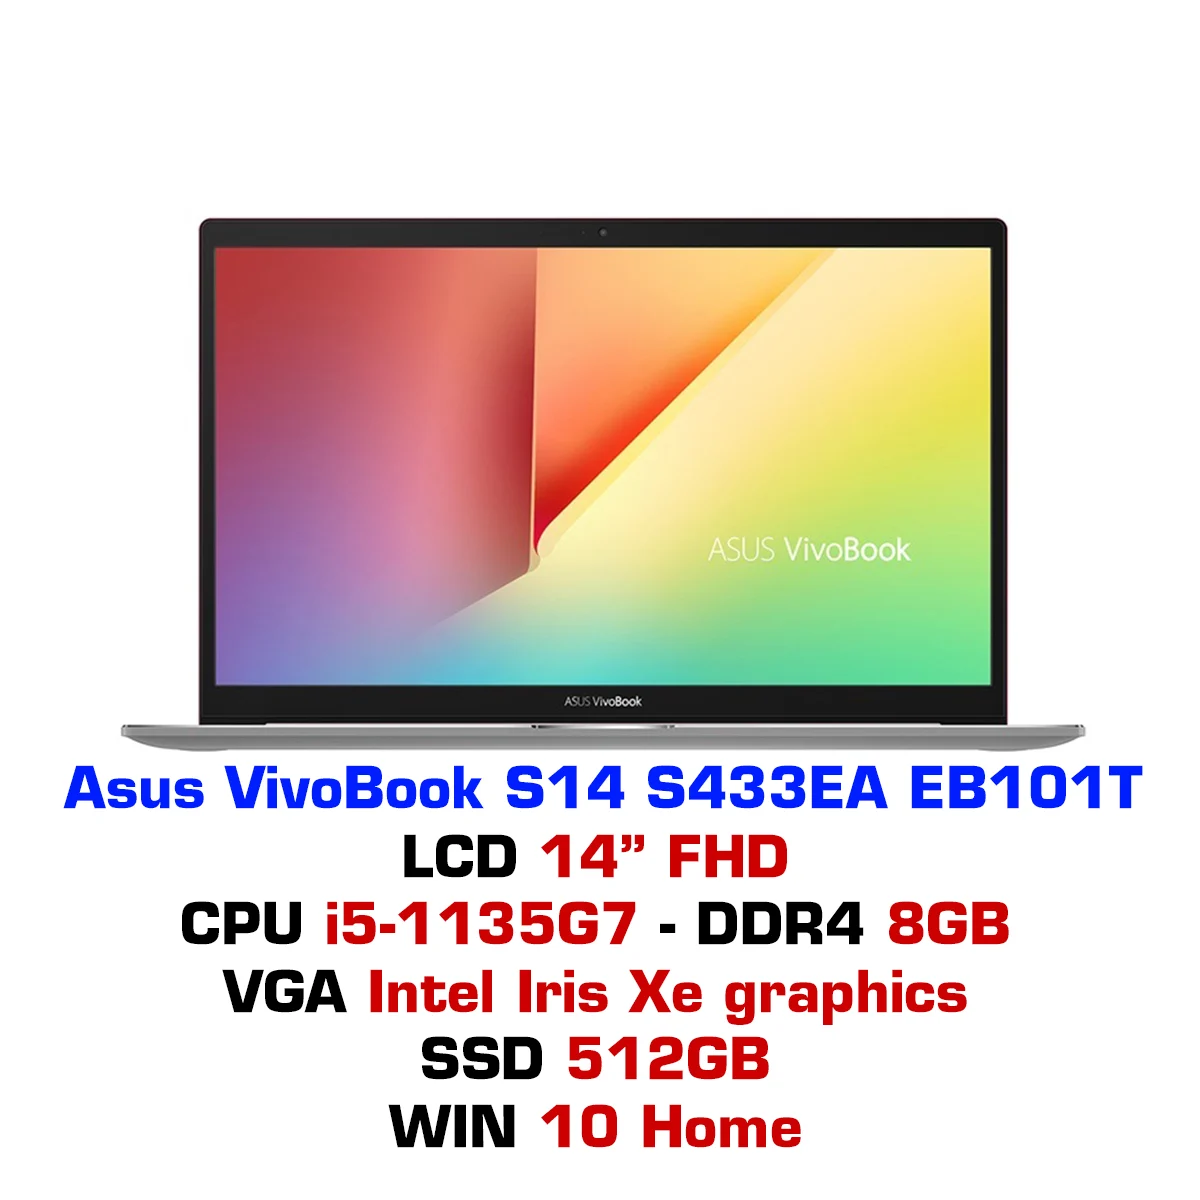 ASUS VivoBook
ASUS VivoBook
Asus VivoBook S14 S433EA EB101T
LCD 14” FHD
CPU i5-1135G7 - DDR4 8GB
VGA Intel Iris Xe graphics
SSD 512GB
WIN 10 Home